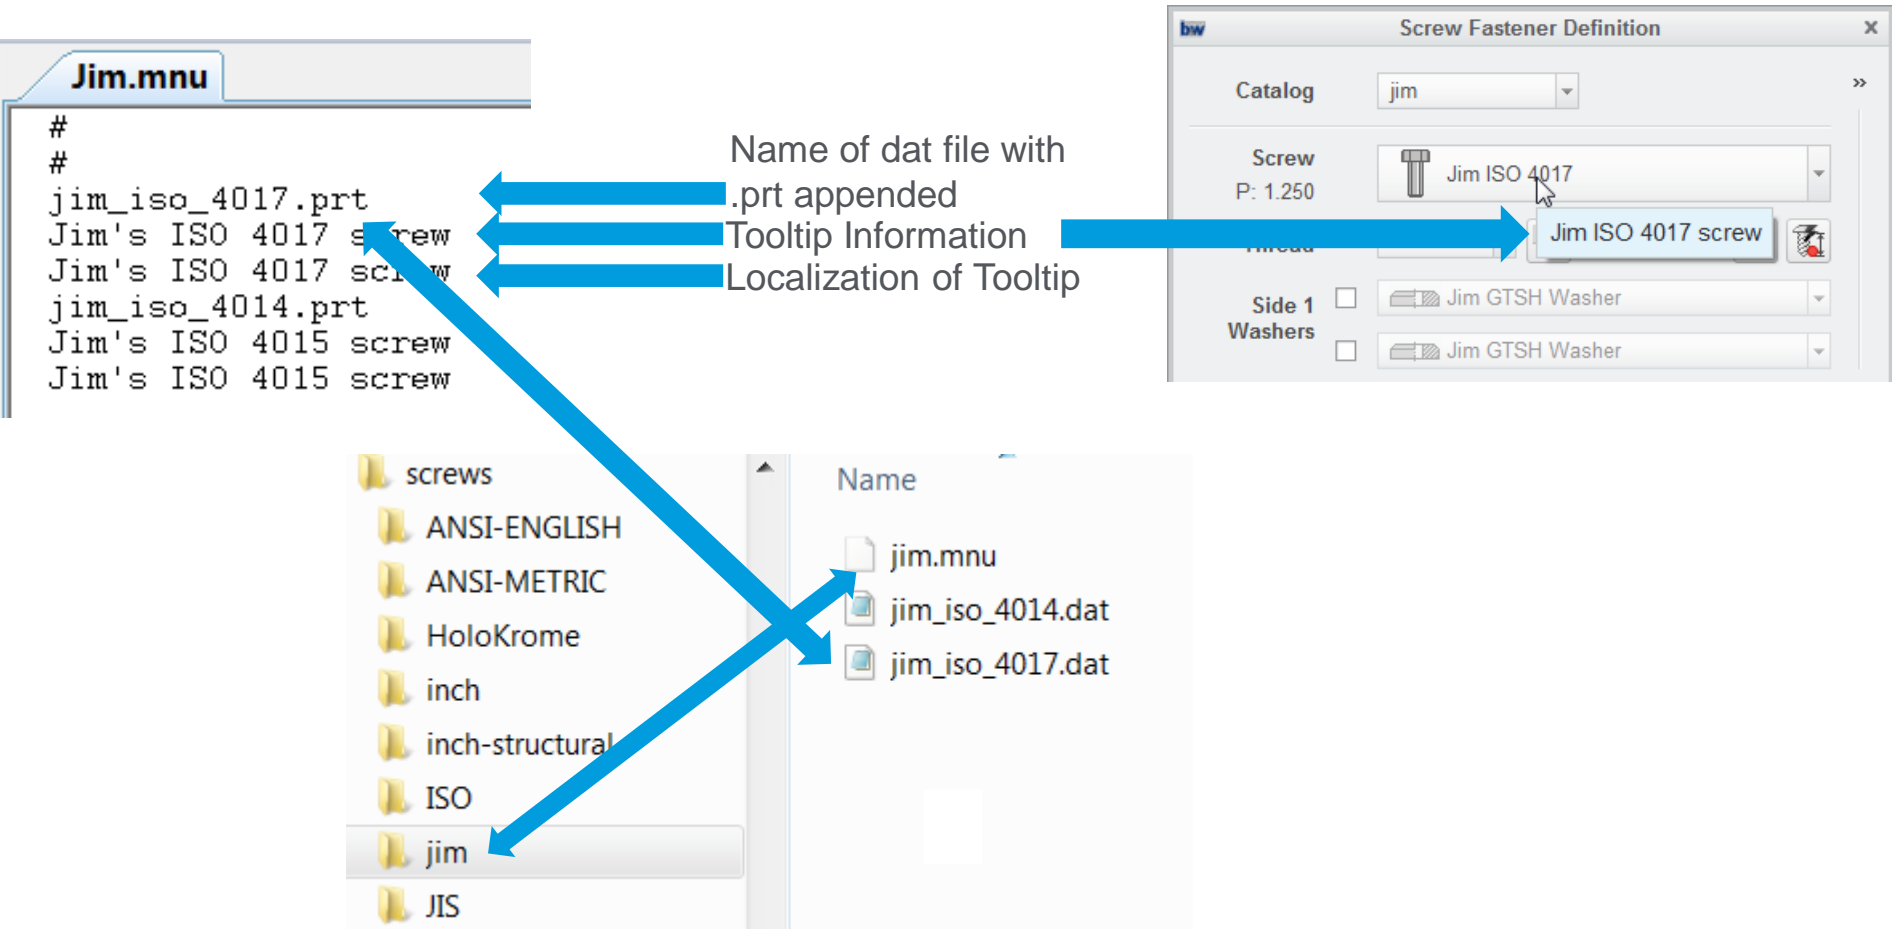 Jim.mnu
#
#
jim_iso_4017.prt
Jim's ISO 4017 screw
Jim's ISO 4017 screw
jim_iso_4014.prt
Jim's ISO 4015 screw
Jim's ISO 4015 screw
Name of dat file with
.prt appended
Tooltip Information
Localization of Tooltip
bw
Screw Fastener Definition
x
Catalog
jim
»
Screw
Jim ISO 4017
P: 1.250
Jim ISO 4017 screw
Thread
Side 1
Washers
Jim GTSH Washer
Jim GTSH Washer
screws
ANSI-ENGLISH
ANSI-METRIC
HoloKrome
inch
inch-structural
ISO
jim
JIS
Name
jim.mnu
jim_iso_4014.dat
jim_iso_4017.dat